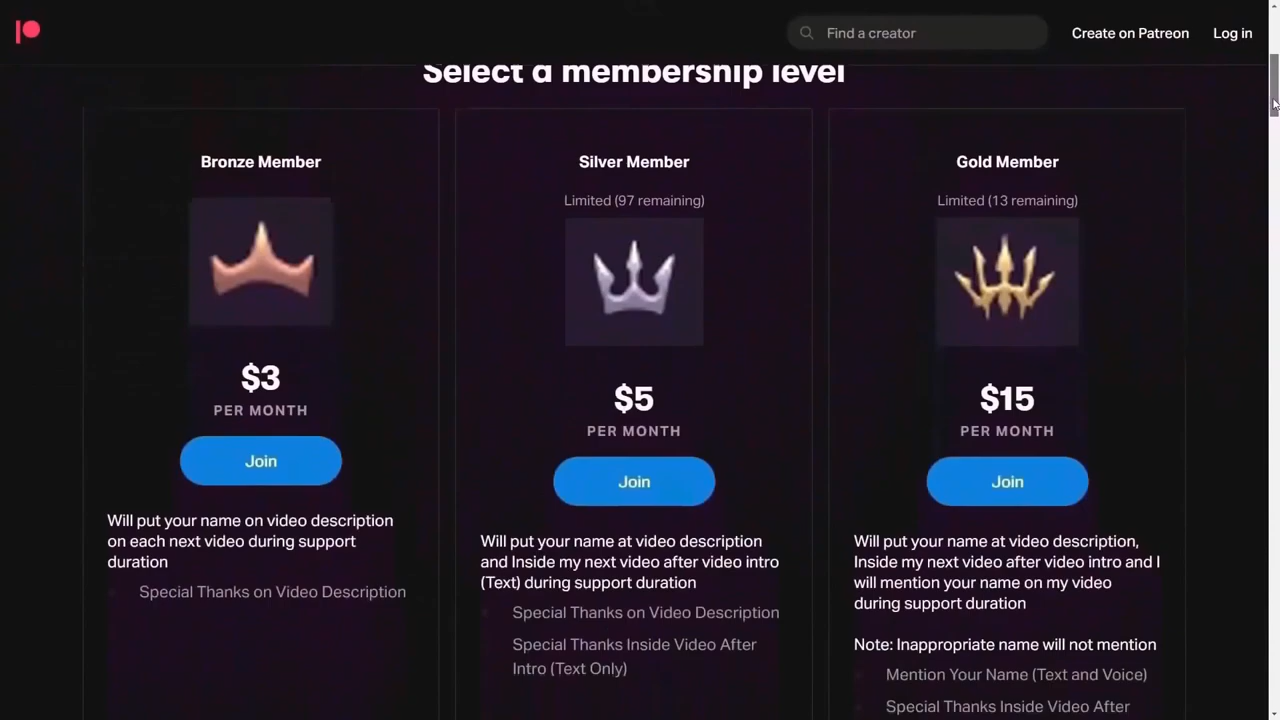 Find a creator
Create on Patreon
Log in
Select a membership level
Bronze Member
$3
PER MONTH
Join
Will put your name on video description
on each next video during support
duration
Special Thanks on Video Description
Silver Member
Limited (97 remaining)
$5
PER MONTH
Join
Will put your name at video description
and Inside my next video after video intro
(Text) during support duration
Special Thanks on Video Description
Special Thanks Inside Video After
Intro (Text Only)
Gold Member
Limited (13 remaining)
$15
PER MONTH
Join
Will put your name at video description,
Inside my next video after video intro and I
will mention your name on my video
during support duration
Note: Inappropriate name will not mention
Mention Your Name (Text and Voice)
Special Thanks Inside Video After